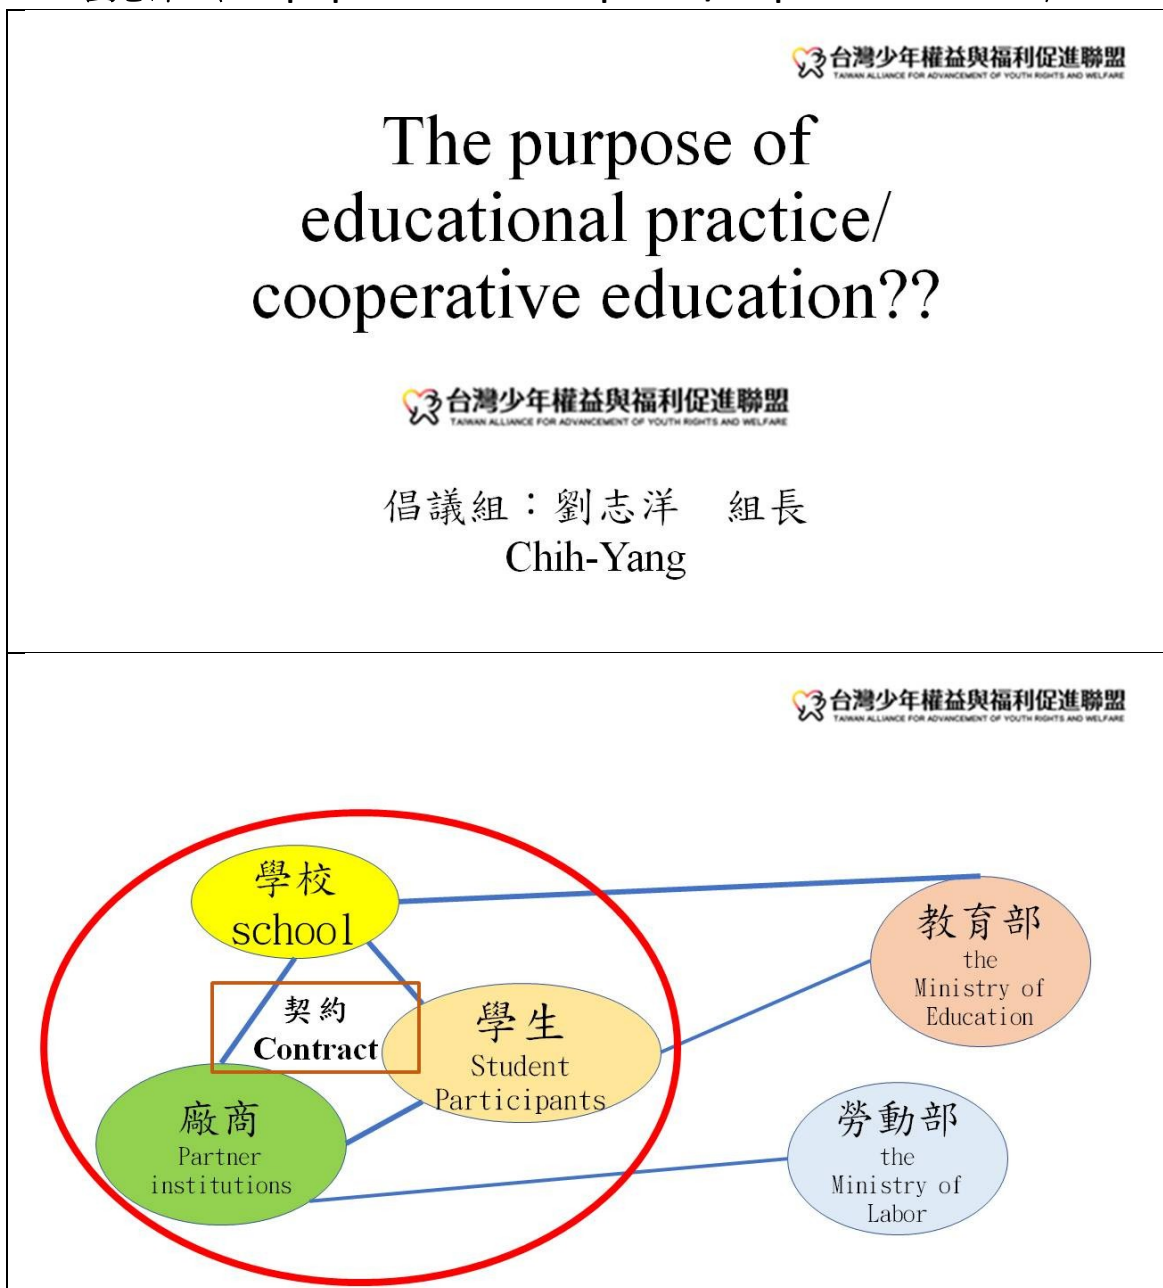 台灣少年權益與福利促進聯盟
TAIWAN ALLIANCE FOR ADVANCEMENT OF YOUTH RIGHTS AND WELFARE
The purpose of
educational practice/
cooperative education??
台灣少年權益與福利促進聯盟
TAIWAN ALLIANCE FOR ADVANCEMENT OF YOUTH RIGHTS AND WELFARE
倡議組：劉志洋 組長
Chih-Yang
台灣少年權益與福利促進聯盟
TAIWAN ALLIANCE FOR ADVANCEMENT OF YOUTH RIGHTS AND WELFARE
學校
school
契約
Contract
學生
Student
Participants
廠商
Partner
institutions
教育部
the
Ministry of
Education
勞動部
the
Ministry of
Labor